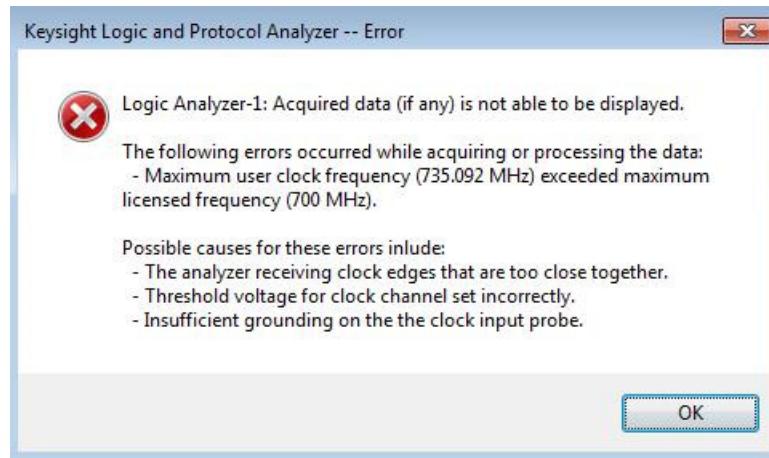 Keysight Logic and Protocol Analyzer -- Error
Logic Analyzer-1: Acquired data (if any) is not able to be displayed.
The following errors occurred while acquiring or processing the data:
- Maximum user clock frequency (735.092 MHz) exceeded maximum
licensed frequency (700 MHz).
Possible causes for these errors inlude:
- The analyzer receiving clock edges that are too close together.
- Threshold voltage for clock channel set incorrectly.
- Insufficient grounding on the the clock input probe.
OK